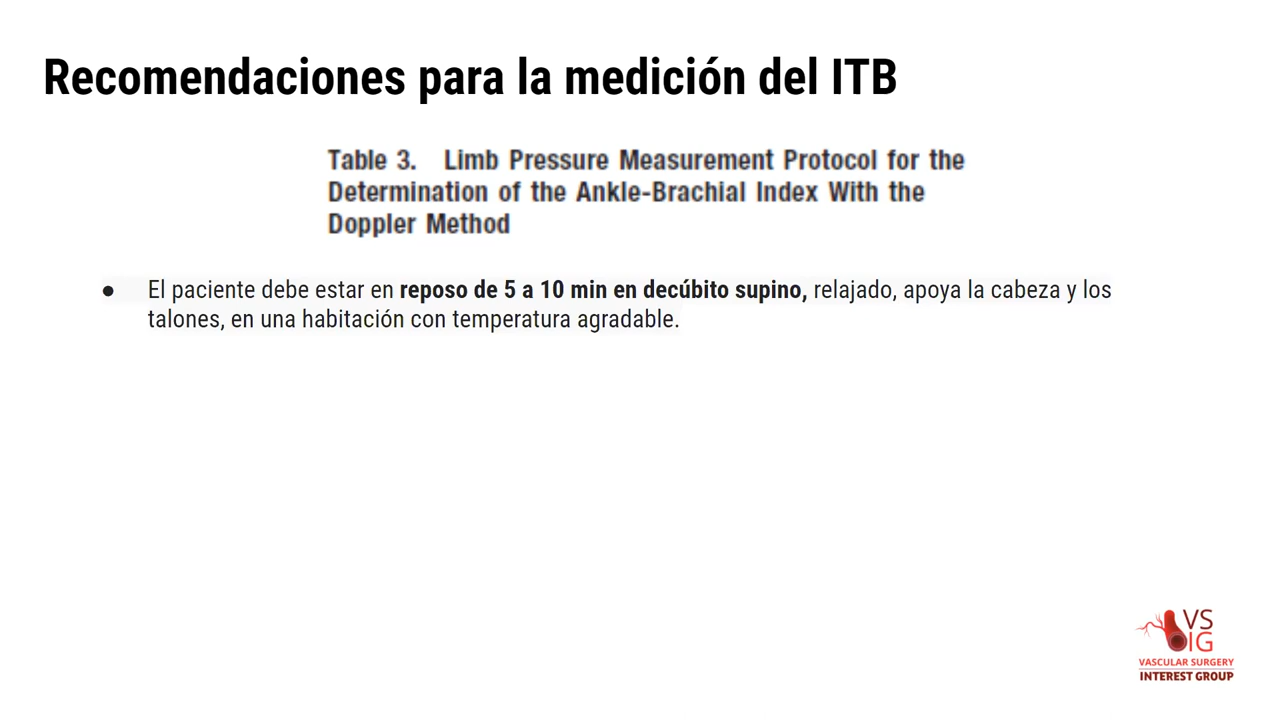 Recomendaciones para la medición del ITB
Table 3. Limb Pressure Measurement Protocol for the
Determination of the Ankle-Brachial Index With the
Doppler Method
● El paciente debe estar en reposo de 5 a 10 min en decúbito supino, relajado, apoya la cabeza y los
talones, en una habitación con temperatura agradable.
VS
IG
VASCULAR SURGERY
INTEREST GROUP